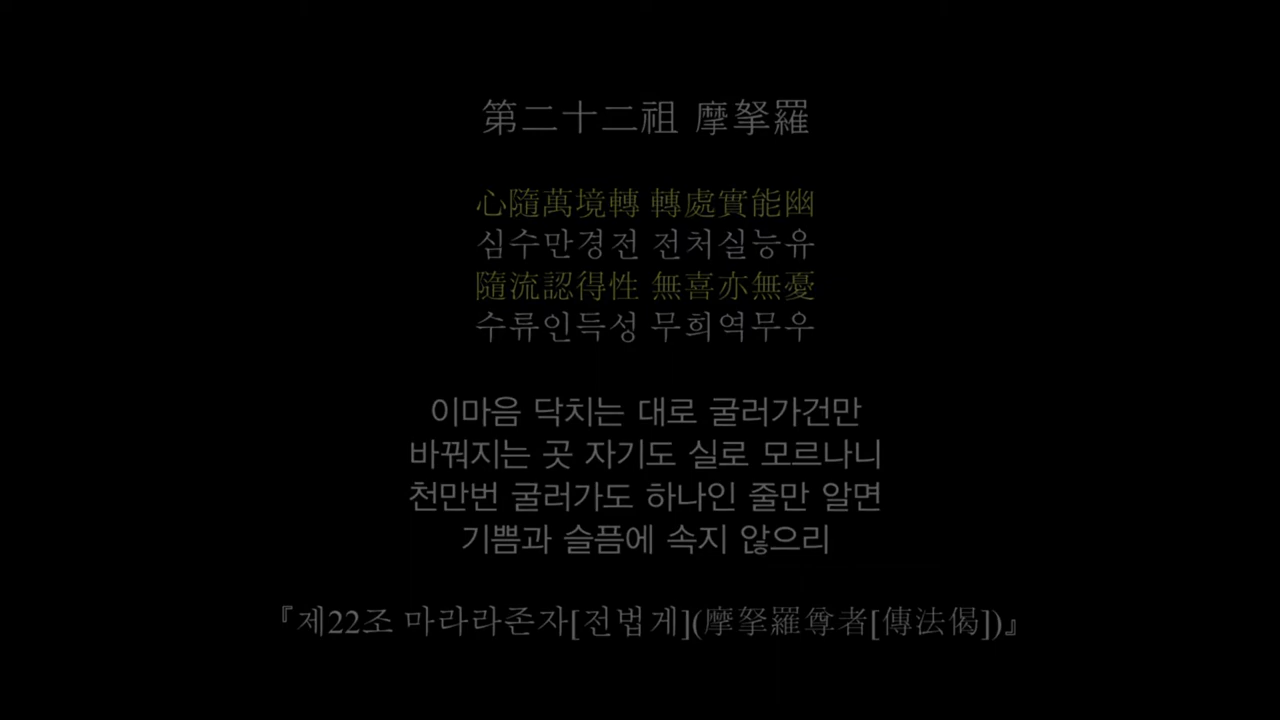 第二十二祖 摩拏羅
心隨萬境轉 轉處實能幽
심수만경전 전처실능유
隨流認得性 無喜亦無憂
수류인득성 무희역무우
이마음 닥치는 대로 굴러가건만
바꿔지는 곳 자기도 실로 모르나니
천만번 굴러가도 하나인 줄만 알면
기쁨과 슬픔에 속지 않으리
『제22조 마라라존자[전법게](摩拏羅尊者[傳法偈])』